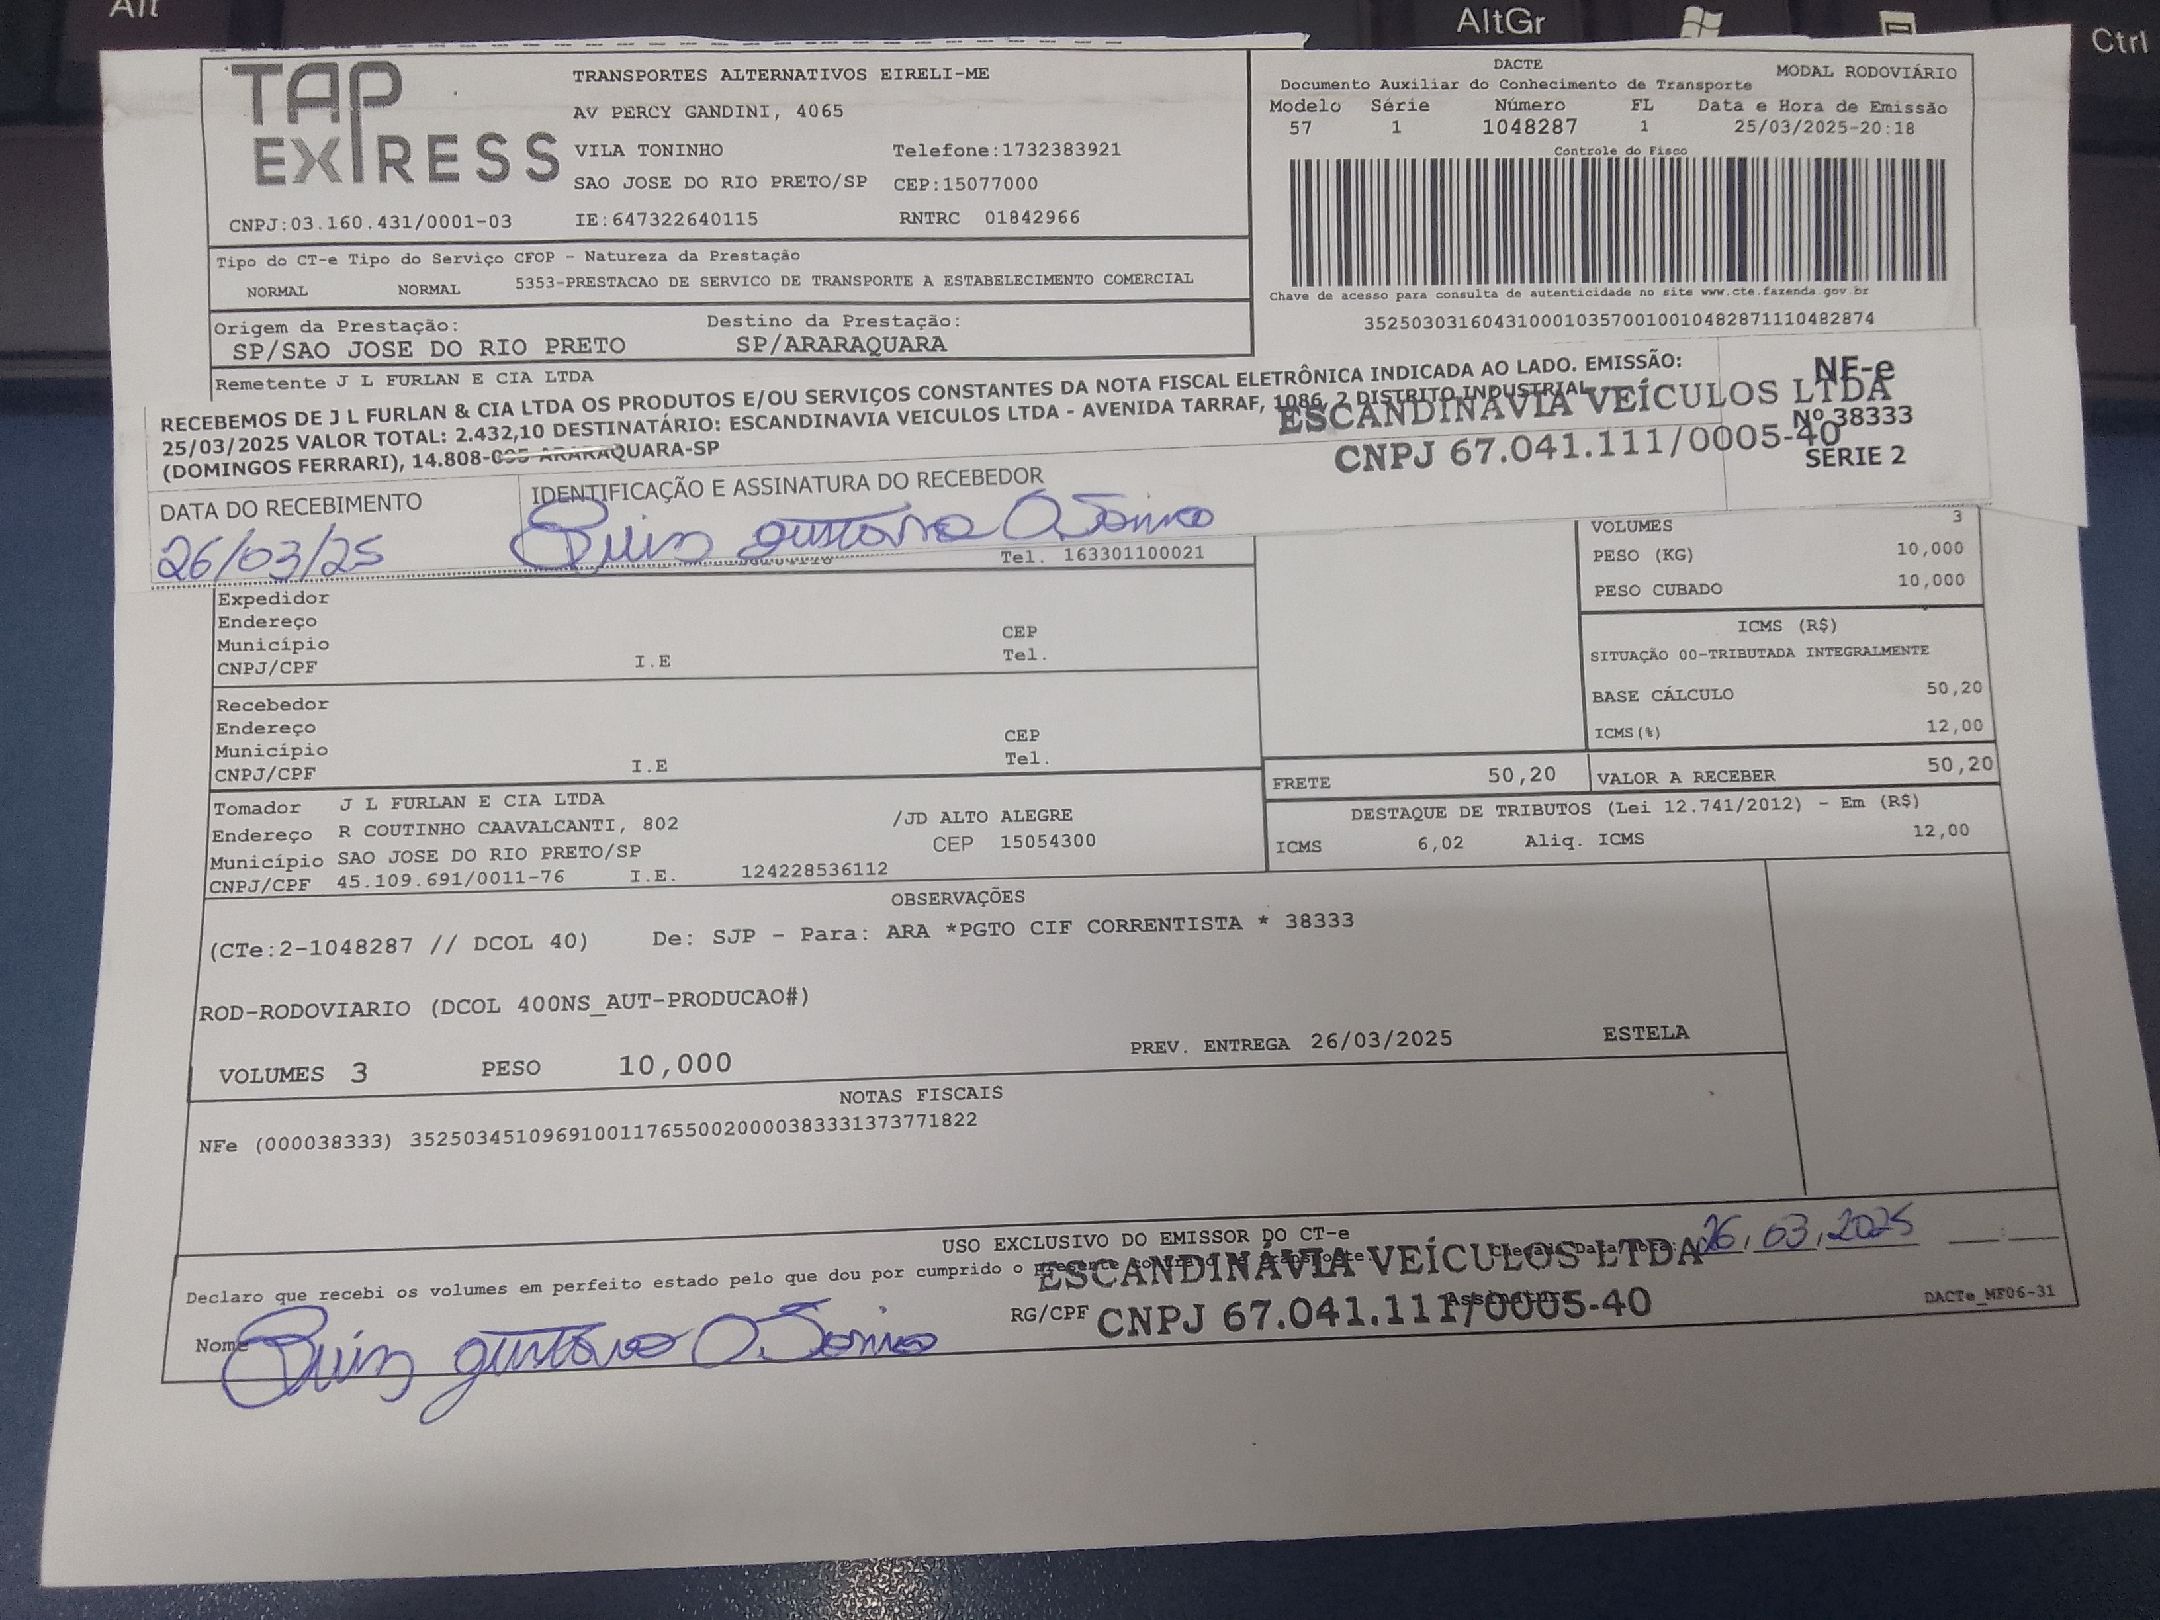 Alt
AltGr
Ctrl
TAP EXPRESS
TRANSPORTES ALTERNATIVOS EIRELI-ME
AV PERCY GANDINI, 4065
VILA TONINHO Telefone:1732383921
SAO JOSE DO RIO PRETO/SP CEP:15077000
CNPJ:03.160.431/0001-03 IE:647322640115 RNTRC 01842966
DACTE
Documento Auxiliar do Conhecimento de Transporte
MODAL RODOVIÁRIO
Modelo Série Número FL Data e Hora de Emissão
57 1 1048287 1 25/03/2025-20:18
Controle do Fisco
Chave de acesso para consulta de autenticidade no site www.cte.fazenda.gov.br
35250303160431000103570010010482871110482874
Tipo do CT-e Tipo do Serviço CFOP - Natureza da Prestação
NORMAL NORMAL 5353-PRESTACAO DE SERVICO DE TRANSPORTE A ESTABELECIMENTO COMERCIAL
Origem da Prestação: Destino da Prestação:
SP/SAO JOSE DO RIO PRETO SP/ARARAQUARA
Remetente J L FURLAN E CIA LTDA
RECEBEMOS DE J L FURLAN & CIA LTDA OS PRODUTOS E/OU SERVIÇOS CONSTANTES DA NOTA FISCAL ELETRÔNICA INDICADA AO LADO. EMISSÃO:
25/03/2025 VALOR TOTAL: 2.432,10 DESTINATÁRIO: ESCANDINAVIA VEICULOS LTDA - AVENIDA TARRAF, 1086, 2 DISTRITO INDUSTRIAL
(DOMINGOS FERRARI), 14.808- ARARAQUARA-SP
NF-e
Nº 38333
SÉRIE 2
ESCANDINÁVIA VEÍCULOS LTDA
CNPJ 67.041.111/0005-40
DATA DO RECEBIMENTO IDENTIFICAÇÃO E ASSINATURA DO RECEBEDOR
26/03/25 gustavo
Tel. 163301100021
VOLUMES 3
PESO (KG) 10,000
PESO CUBADO 10,000
Expedidor
Endereço
Município CEP
CNPJ/CPF I.E Tel.
ICMS (R$)
SITUAÇÃO 00-TRIBUTADA INTEGRALMENTE
BASE CÁLCULO 50,20
ICMS(%) 12,00
Recebedor
Endereço
Município CEP
CNPJ/CPF I.E Tel.
FRETE 50,20 VALOR A RECEBER 50,20
DESTAQUE DE TRIBUTOS (Lei 12.741/2012) - Em (R$)
ICMS 6,02 Aliq. ICMS 12,00
Tomador J L FURLAN E CIA LTDA
Endereço R COUTINHO CAAVALCANTI, 802 /JD ALTO ALEGRE
Município SAO JOSE DO RIO PRETO/SP CEP 15054300
CNPJ/CPF 45.109.691/0011-76 I.E. 124228536112
OBSERVAÇÕES
(CTe:2-1048287 // DCOL 40) De: SJP - Para: ARA *PGTO CIF CORRENTISTA * 38333
ROD-RODOVIARIO (DCOL 400NS_AUT-PRODUCAO#)
VOLUMES 3 PESO 10,000 PREV. ENTREGA 26/03/2025 ESTELA
NOTAS FISCAIS
NFe (000038333) 35250345109691001176550020000383331373771822
USO EXCLUSIVO DO EMISSOR DO CT-e
Declaro que recebi os volumes em perfeito estado pelo que dou por cumprido o presente
26,03,2025
ESCANDINÁVIA VEÍCULOS LTDA
CNPJ 67.041.111/0005-40
Nome gustavo RG/CPF Assinatura
DACTe_MF06-31